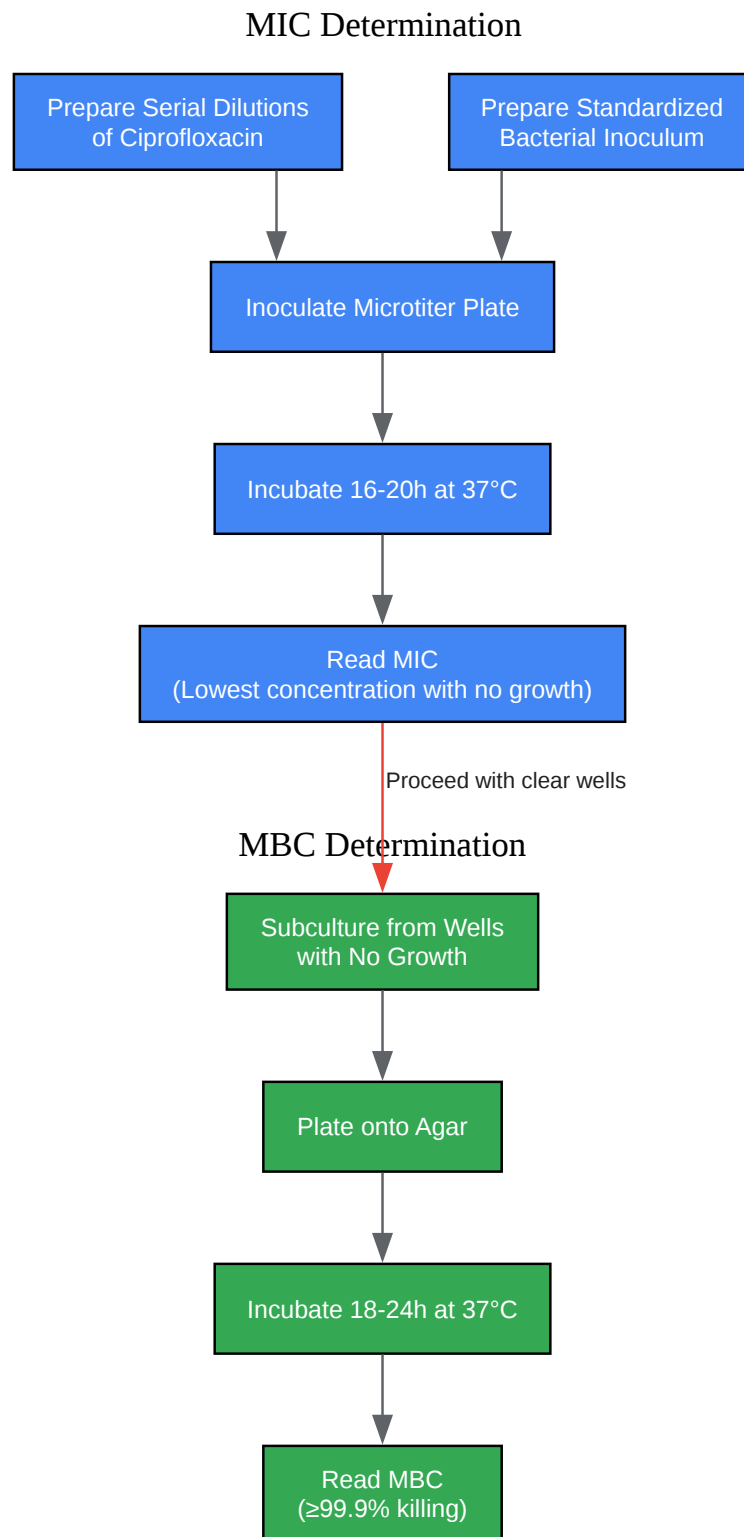 MIC Determination
Prepare Serial Dilutions
of Ciprofloxacin
Prepare Standardized
Bacterial Inoculum
Inoculate Microtiter Plate
Incubate 16-20h at 37°C
Read MIC
(Lowest concentration with no growth)
Proceed with clear wells
MBC Determination
Subculture from Wells
with No Growth
Plate onto Agar
Incubate 18-24h at 37°C
Read MBC
(≥99.9% killing)